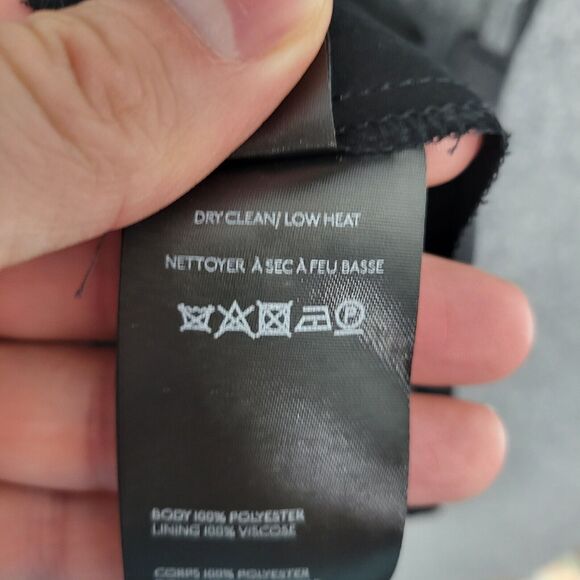 DRY CLEAN/ LOW HEAT
NETTOYER À SEC À FEU BASSE
P
BODY 100% POLYESTER
LINING 100% VISCOSE
CORPS 100% POLYESTER